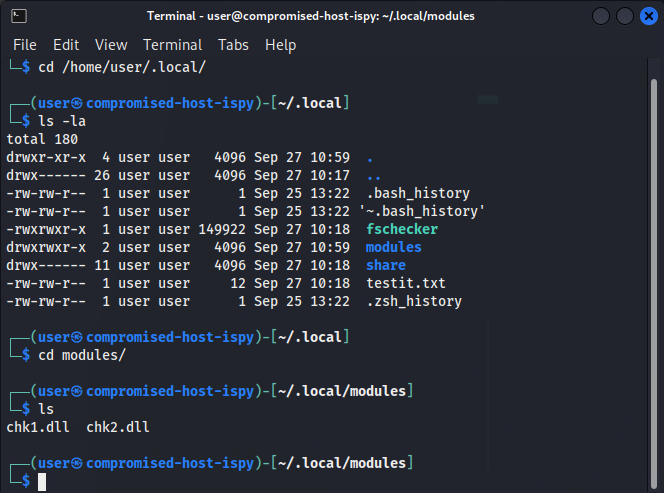 Terminal - user@compromised-host-ispy: ~/.local/modules
File Edit View Terminal Tabs Help
└─$ cd /home/user/.local/
┌──(user㉿compromised-host-ispy)-[~/.local]
└─$ ls -la
total 180
drwxr-xr-x  4 user user   4096 Sep 27 10:59  .
drwx------ 26 user user   4096 Sep 27 10:17  ..
-rw-rw-r--  1 user user      1 Sep 25 13:22  .bash_history
-rw-rw-r--  1 user user      1 Sep 25 13:22 '~.bash_history'
-rwxrwxr-x  1 user user 149922 Sep 27 10:18  fschecker
drwxrwxr-x  2 user user   4096 Sep 27 10:59  modules
drwx------ 11 user user   4096 Sep 27 10:18  share
-rw-rw-r--  1 user user     12 Sep 27 10:18  testit.txt
-rw-rw-r--  1 user user      1 Sep 25 13:22  .zsh_history
┌──(user㉿compromised-host-ispy)-[~/.local]
└─$ cd modules/
┌──(user㉿compromised-host-ispy)-[~/.local/modules]
└─$ ls
chk1.dll  chk2.dll
┌──(user㉿compromised-host-ispy)-[~/.local/modules]
└─$